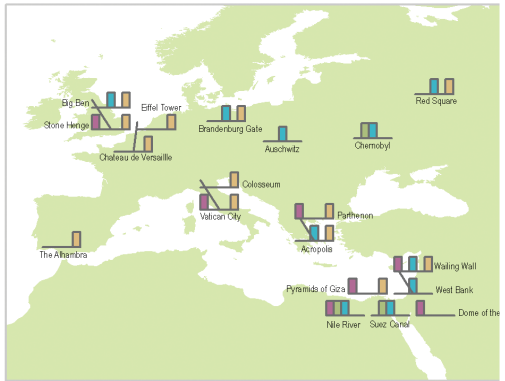 Red Square
Big Ben
Eiffel Tower
Stone Henge
Brandenburg Gate
Chernobyl
Auschwitz
Chateau de Versaille
Colosseum
Vatican City
Parthenon
Acropolis
The Alhambra
Wailing Wall
Pyramids of Giza
West Bank
Dome of the
Nile River
Suez Canal